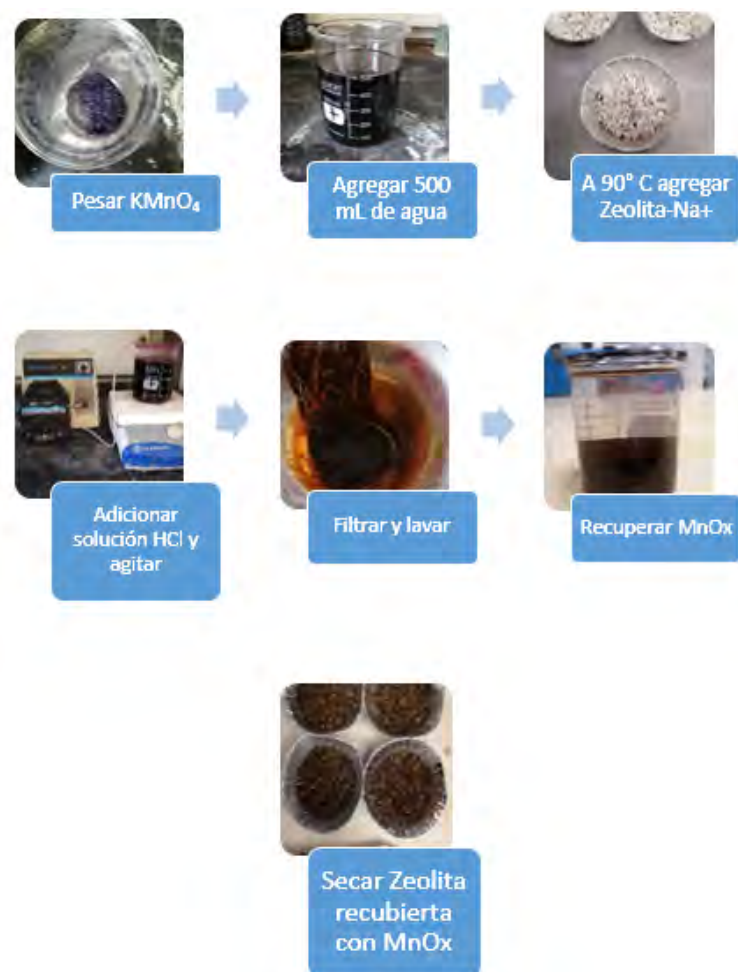 Pesar KMnO₄
Agregar 500
mL de agua
A 90° C agregar
Zeolita-Na+
Adicionar
solución HCl y
agitar
Filtrar y lavar
Recuperar MnOx
Secar Zeolita
recubierta
con MnOx